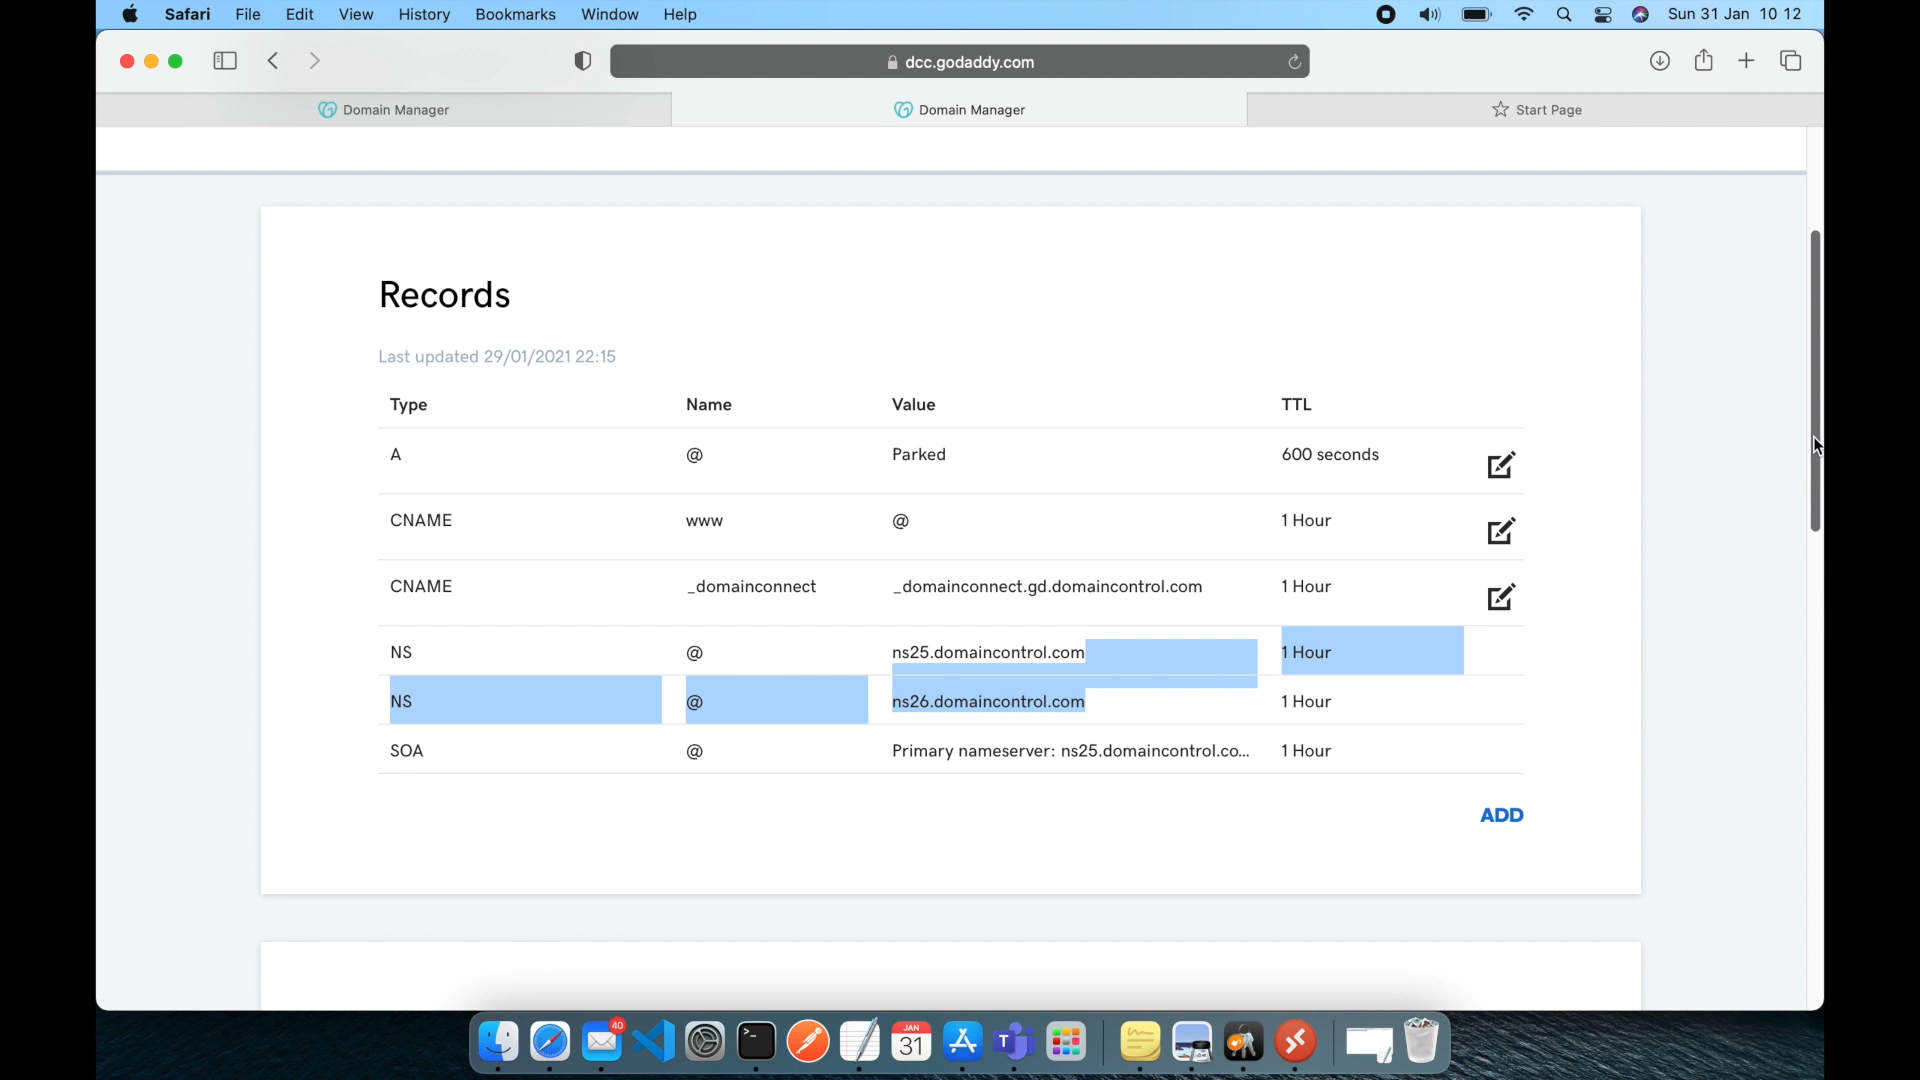 Safari File Edit View History Bookmarks Window Help Sun 31 Jan 10 12
dcc.godaddy.com
Domain Manager Domain Manager Start Page
Records
Last updated 29/01/2021 22:15
Type Name Value TTL
A @ Parked 600 seconds
CNAME www @ 1 Hour
CNAME _domainconnect _domainconnect.gd.domaincontrol.com 1 Hour
NS @ ns25.domaincontrol.com 1 Hour
NS @ ns26.domaincontrol.com 1 Hour
SOA @ Primary nameserver: ns25.domaincontrol.co... 1 Hour
ADD
40
JAN
31
T